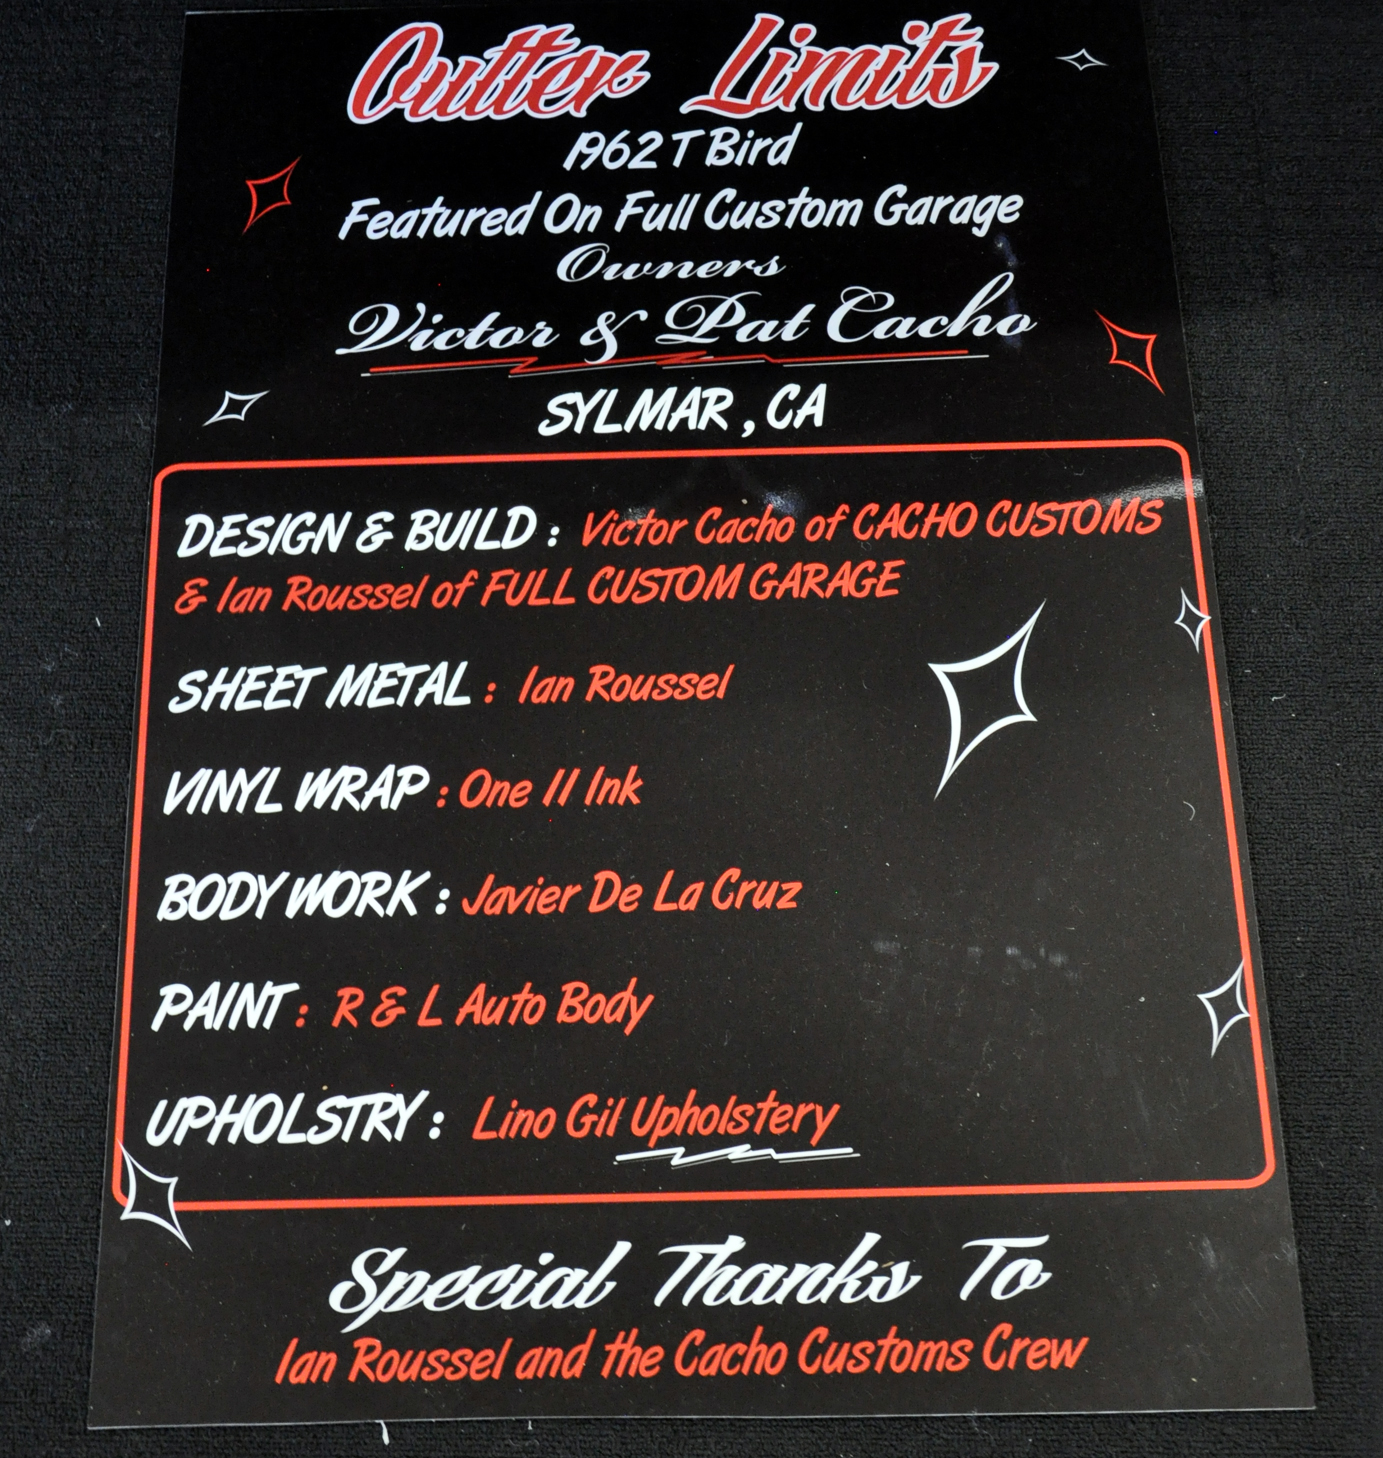 Outter Limits
1962 T Bird
Featured On Full Custom Garage
Owners
Victor & Pat Cacho
SYLMAR , CA
DESIGN & BUILD : Victor Cacho of CACHO CUSTOMS
& Ian Roussel of FULL CUSTOM GARAGE
SHEET METAL : Ian Roussel
VINYL WRAP : One 11 Ink
BODY WORK : Javier De La Cruz
PAINT : R & L Auto Body
UPHOLSTRY : Lino Gil Upholstery
Special Thanks To
Ian Roussel and the Cacho Customs Crew